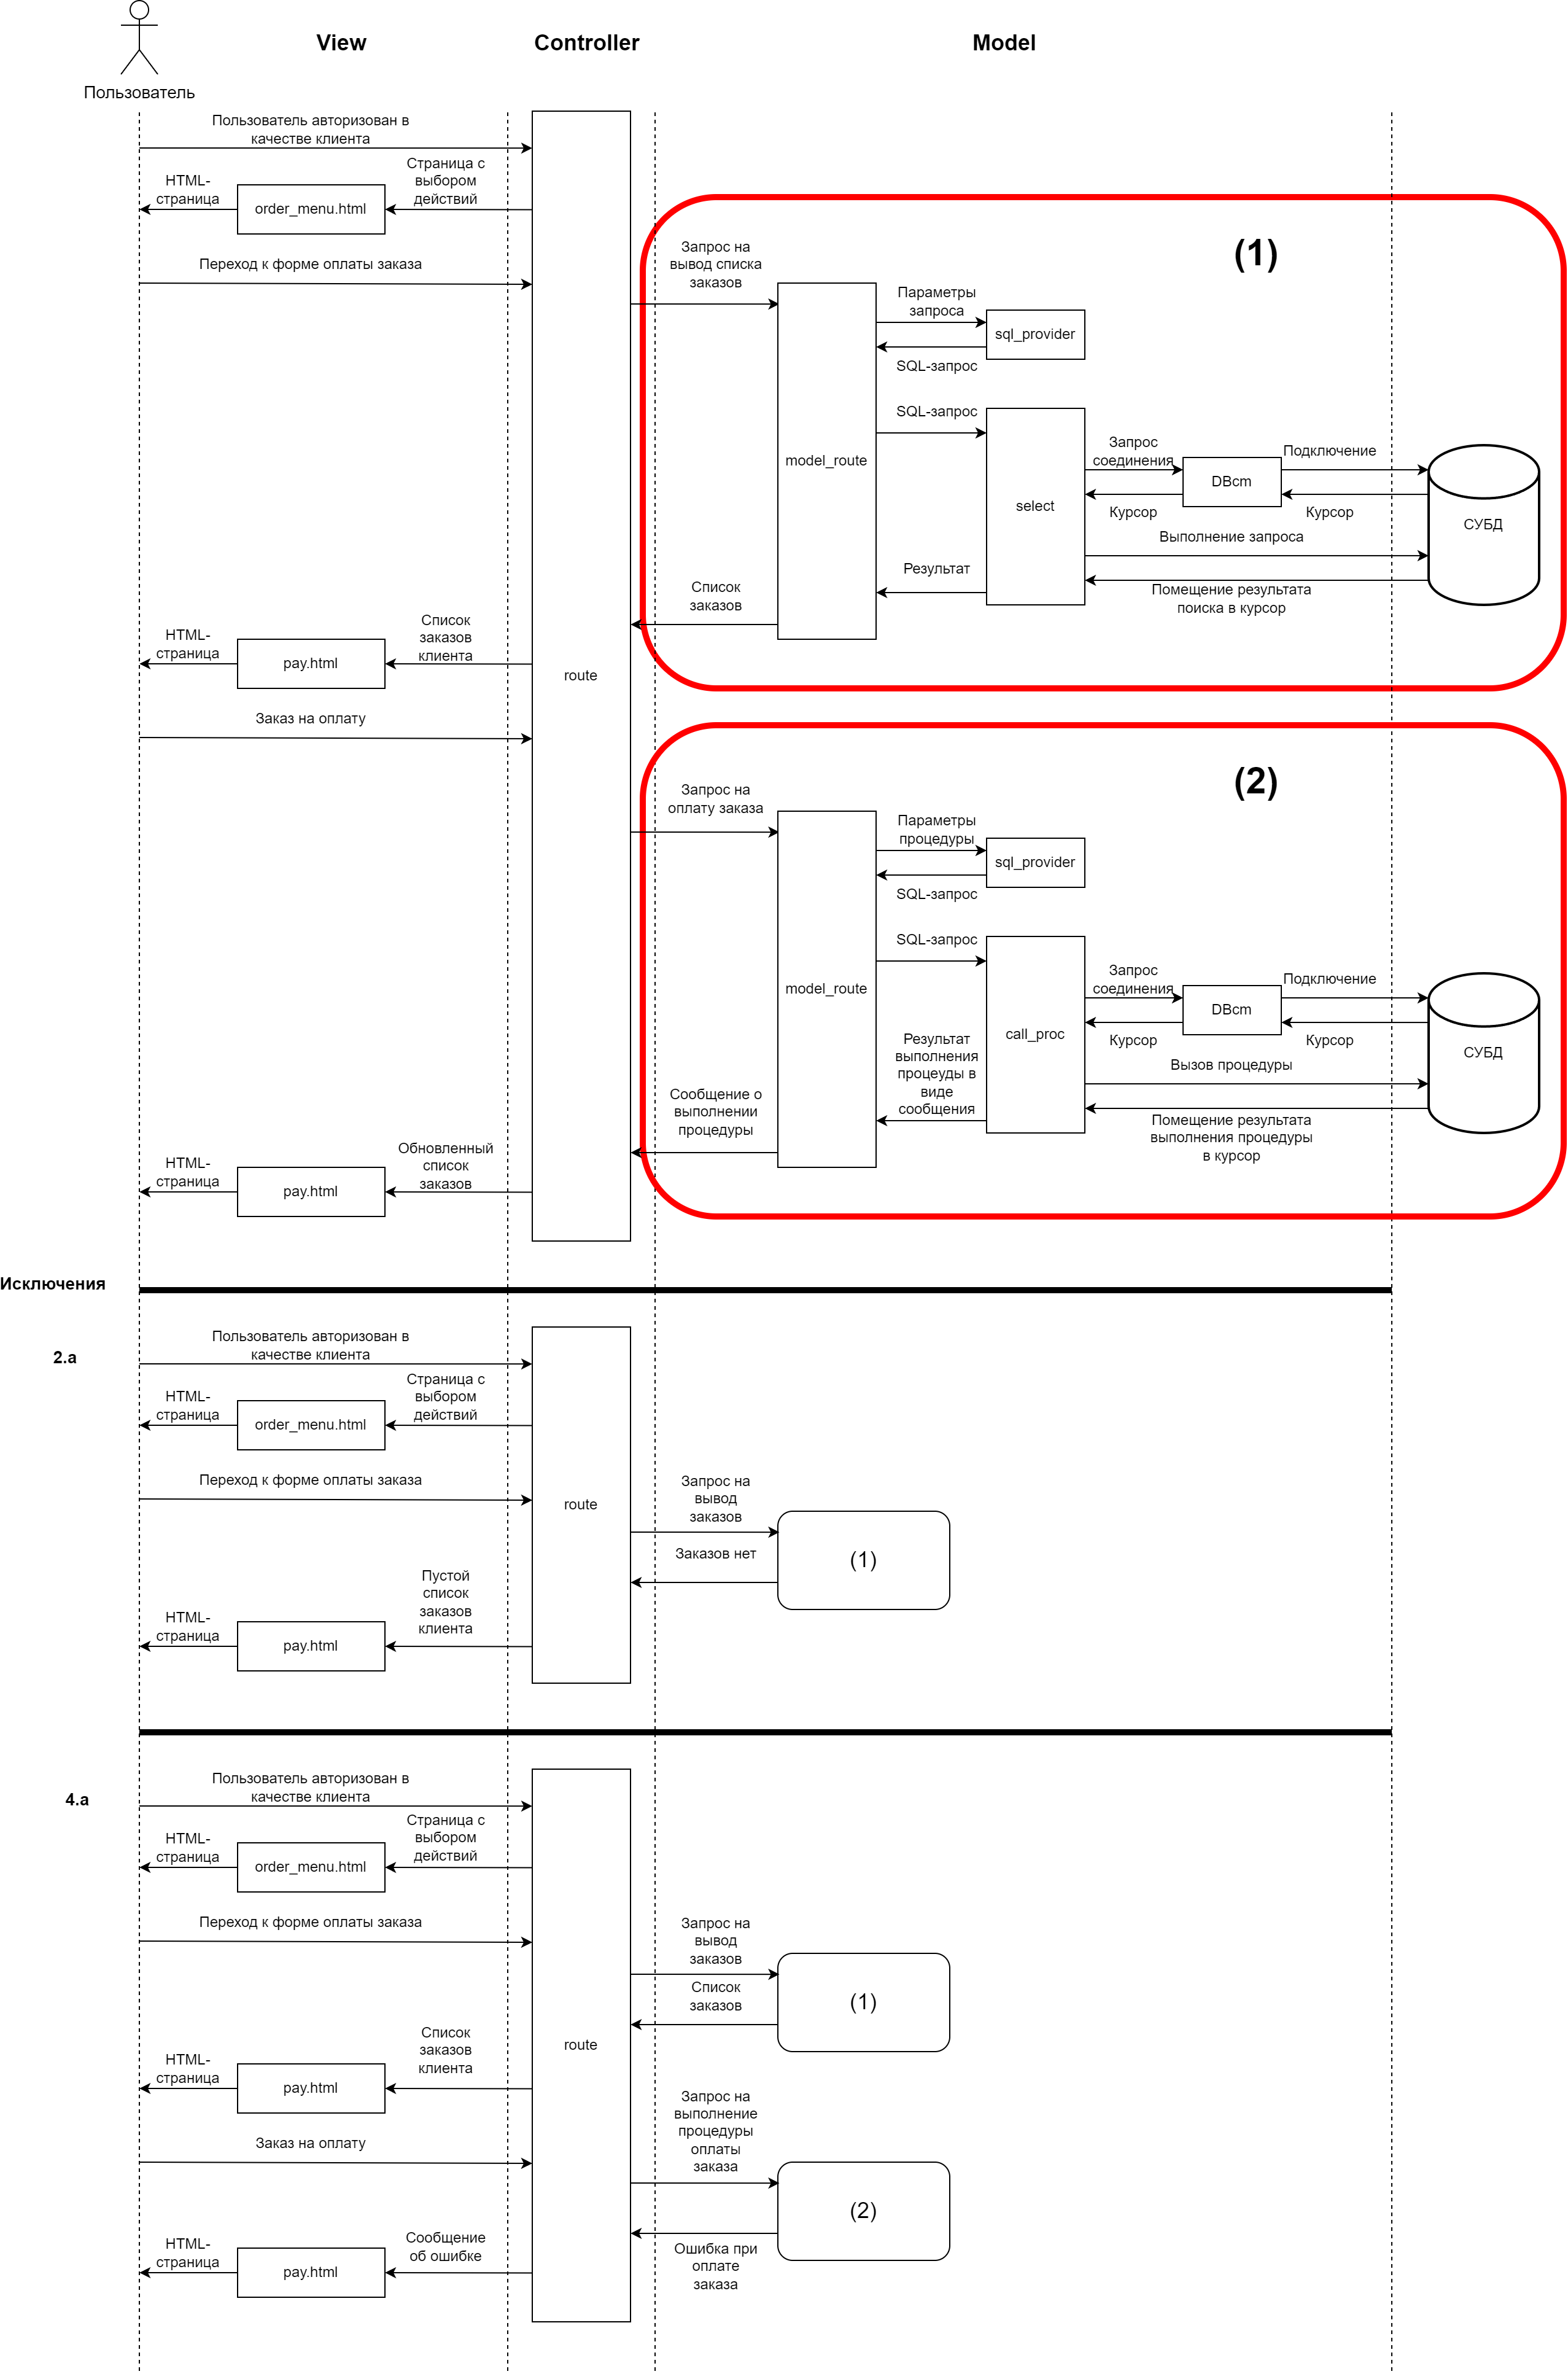 View
Controller
Model
Пользователь
Пользователь авторизован в
качестве клиента
HTML-
страница
order_menu.html
Страница с
выбором
действий
Переход к форме оплаты заказа
(1)
Запрос на
вывод списка
заказов
Параметры
запроса
sql_provider
SQL-запрос
SQL-запрос
model_route
select
Запрос
соединения
DBcm
Подключение
Курсор
Курсор
СУБД
Выполнение запроса
Результат
Помещение результата
поиска в курсор
Список
заказов
HTML-
страница
pay.html
Список
заказов
клиента
route
Заказ на оплату
(2)
Запрос на
оплату заказа
Параметры
процедуры
sql_provider
SQL-запрос
SQL-запрос
model_route
call_proc
Запрос
соединения
DBcm
Подключение
Курсор
Курсор
СУБД
Вызов процедуры
Результат
выполнения
процеуды в
виде
сообщения
Помещение результата
выполнения процедуры
в курсор
Сообщение о
выполнении
процедуры
HTML-
страница
pay.html
Обновленный
список
заказов
Исключения
2.а
Пользователь авторизован в
качестве клиента
HTML-
страница
order_menu.html
Страница с
выбором
действий
Переход к форме оплаты заказа
route
Запрос на
вывод
заказов
Заказов нет
(1)
HTML-
страница
pay.html
Пустой
список
заказов
клиента
4.а
Пользователь авторизован в
качестве клиента
HTML-
страница
order_menu.html
Страница с
выбором
действий
Переход к форме оплаты заказа
Запрос на
вывод
заказов
Список
заказов
(1)
route
HTML-
страница
pay.html
Список
заказов
клиента
Заказ на оплату
Запрос на
выполнение
процедуры
оплаты
заказа
(2)
Ошибка при
оплате
заказа
HTML-
страница
pay.html
Сообщение
об ошибке